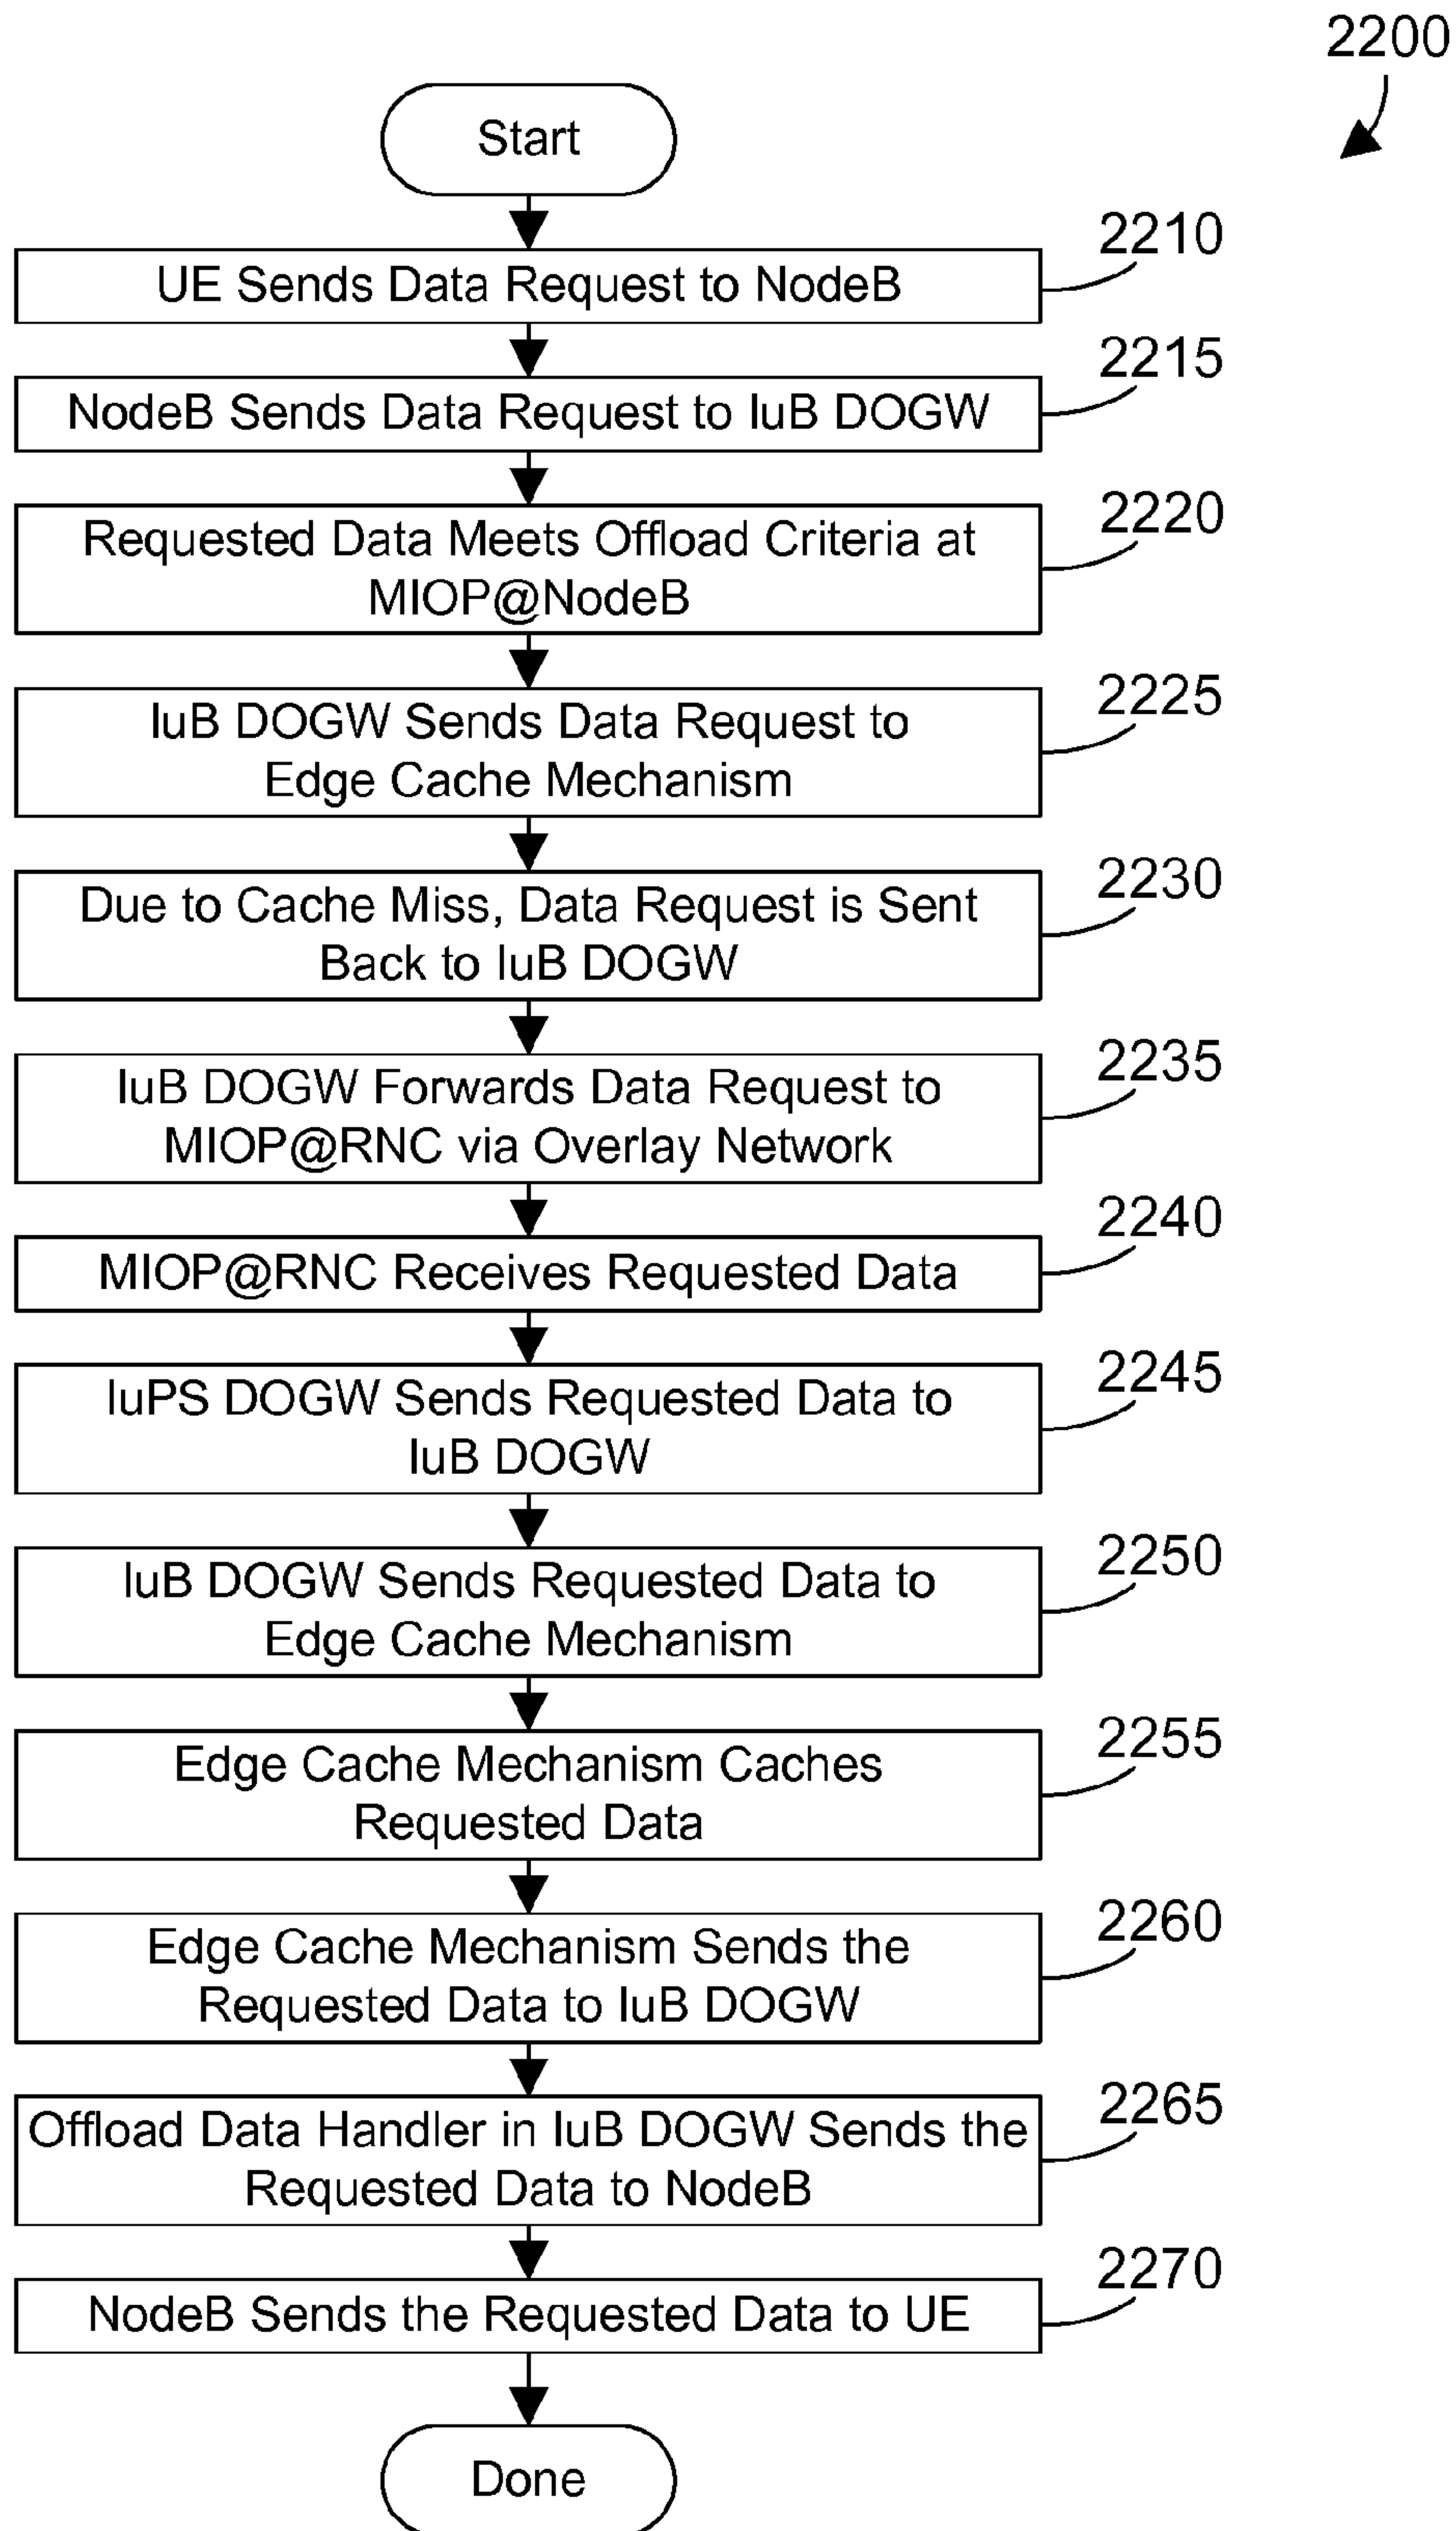 2200
Start
2210
UE Sends Data Request to NodeB
2215
NodeB Sends Data Request to IuB DOGW
2220
Requested Data Meets Offload Criteria at
MIOP@NodeB
2225
IuB DOGW Sends Data Request to
Edge Cache Mechanism
2230
Due to Cache Miss, Data Request is Sent
Back to IuB DOGW
2235
IuB DOGW Forwards Data Request to
MIOP@RNC via Overlay Network
2240
MIOP@RNC Receives Requested Data
2245
IuPS DOGW Sends Requested Data to
IuB DOGW
2250
IuB DOGW Sends Requested Data to
Edge Cache Mechanism
2255
Edge Cache Mechanism Caches
Requested Data
2260
Edge Cache Mechanism Sends the
Requested Data to IuB DOGW
2265
Offload Data Handler in IuB DOGW Sends the
Requested Data to NodeB
2270
NodeB Sends the Requested Data to UE
Done